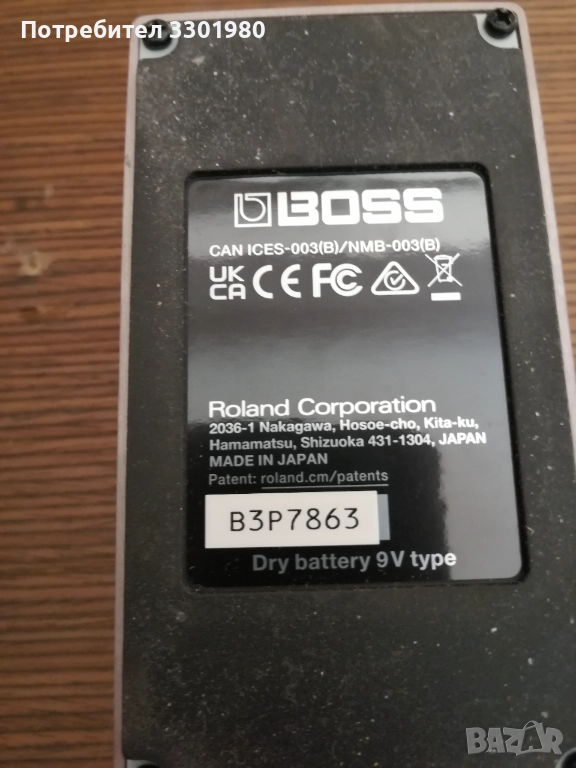 Потребител 3301980
BOSS
CAN ICES-003(B)/NMB-003(B)
UK CA CE FC
Roland Corporation
2036-1 Nakagawa, Hosoe-cho, Kita-ku,
Hamamatsu, Shizuoka 431-1304, JAPAN
MADE IN JAPAN
Patent: roland.cm/patents
B3P7863
Dry battery 9V type
BAZAR